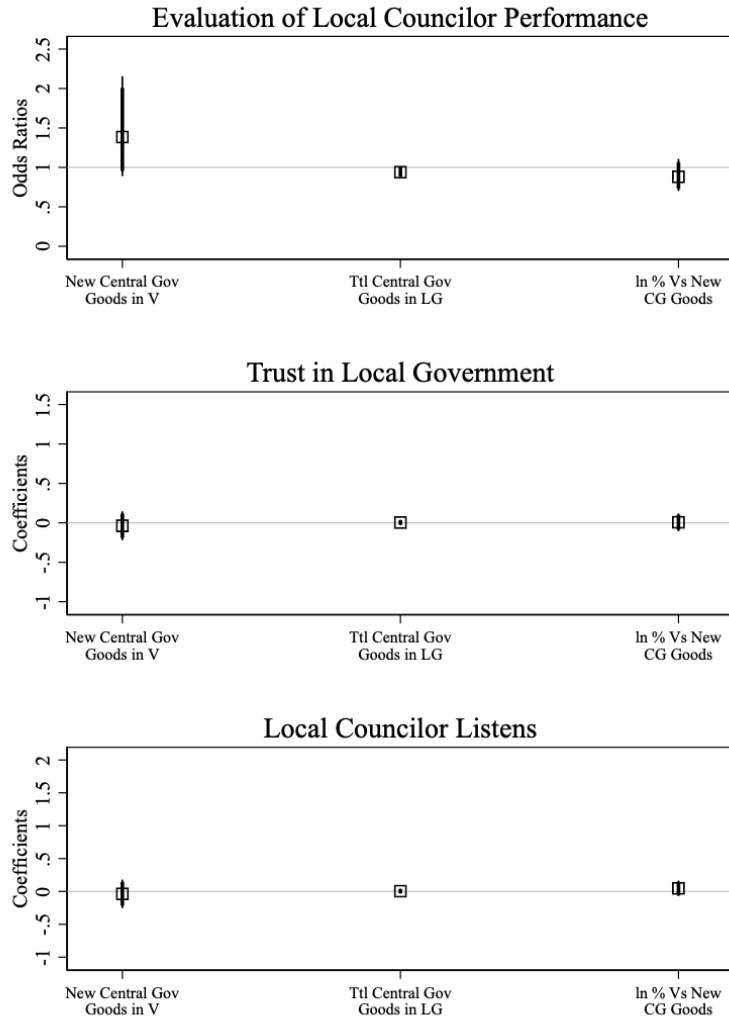 Evaluation of Local Councilor Performance
Odds Ratios
2.5
2
1.5
1
.5
0
New Central Gov
Goods in V
Ttl Central Gov
Goods in LG
ln % Vs New
CG Goods
Trust in Local Government
Coefficients
1.5
1
.5
0
-.5
-1
New Central Gov
Goods in V
Ttl Central Gov
Goods in LG
ln % Vs New
CG Goods
Local Councilor Listens
Coefficients
2
1.5
1
.5
0
-.5
-1
New Central Gov
Goods in V
Ttl Central Gov
Goods in LG
ln % Vs New
CG Goods